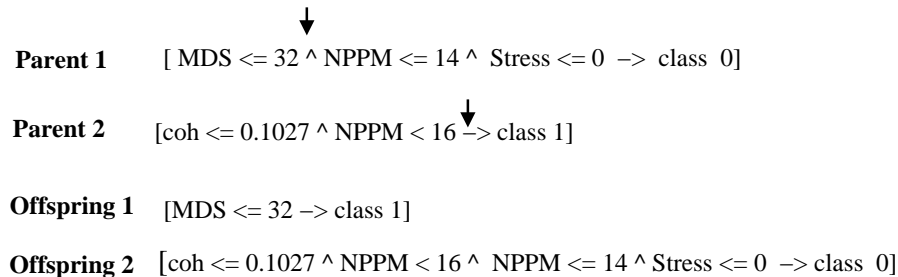 Parent 1 [ MDS <= 32 ^ NPPM <= 14 ^ Stress <= 0 –> class 0]
Parent 2 [coh <= 0.1027 ^ NPPM < 16 –> class 1]
Offspring 1 [MDS <= 32 –> class 1]
Offspring 2 [coh <= 0.1027 ^ NPPM < 16 ^ NPPM <= 14 ^ Stress <= 0 –> class 0]